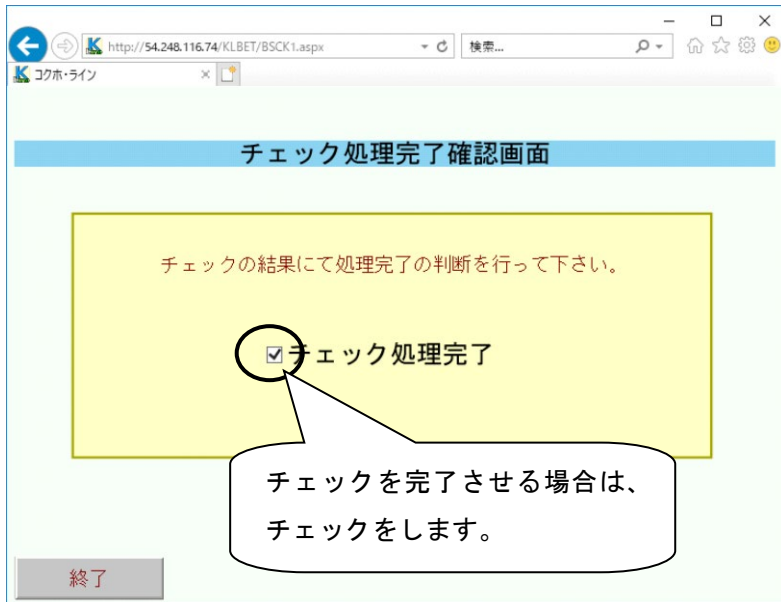 http://54.248.116.74/KLBET/BSCK1.aspx
検索...
コクホ・ライン
チェック処理完了確認画面
チェックの結果にて処理完了の判断を行って下さい。
チェック処理完了
チェックを完了させる場合は、
チェックをします。
終了